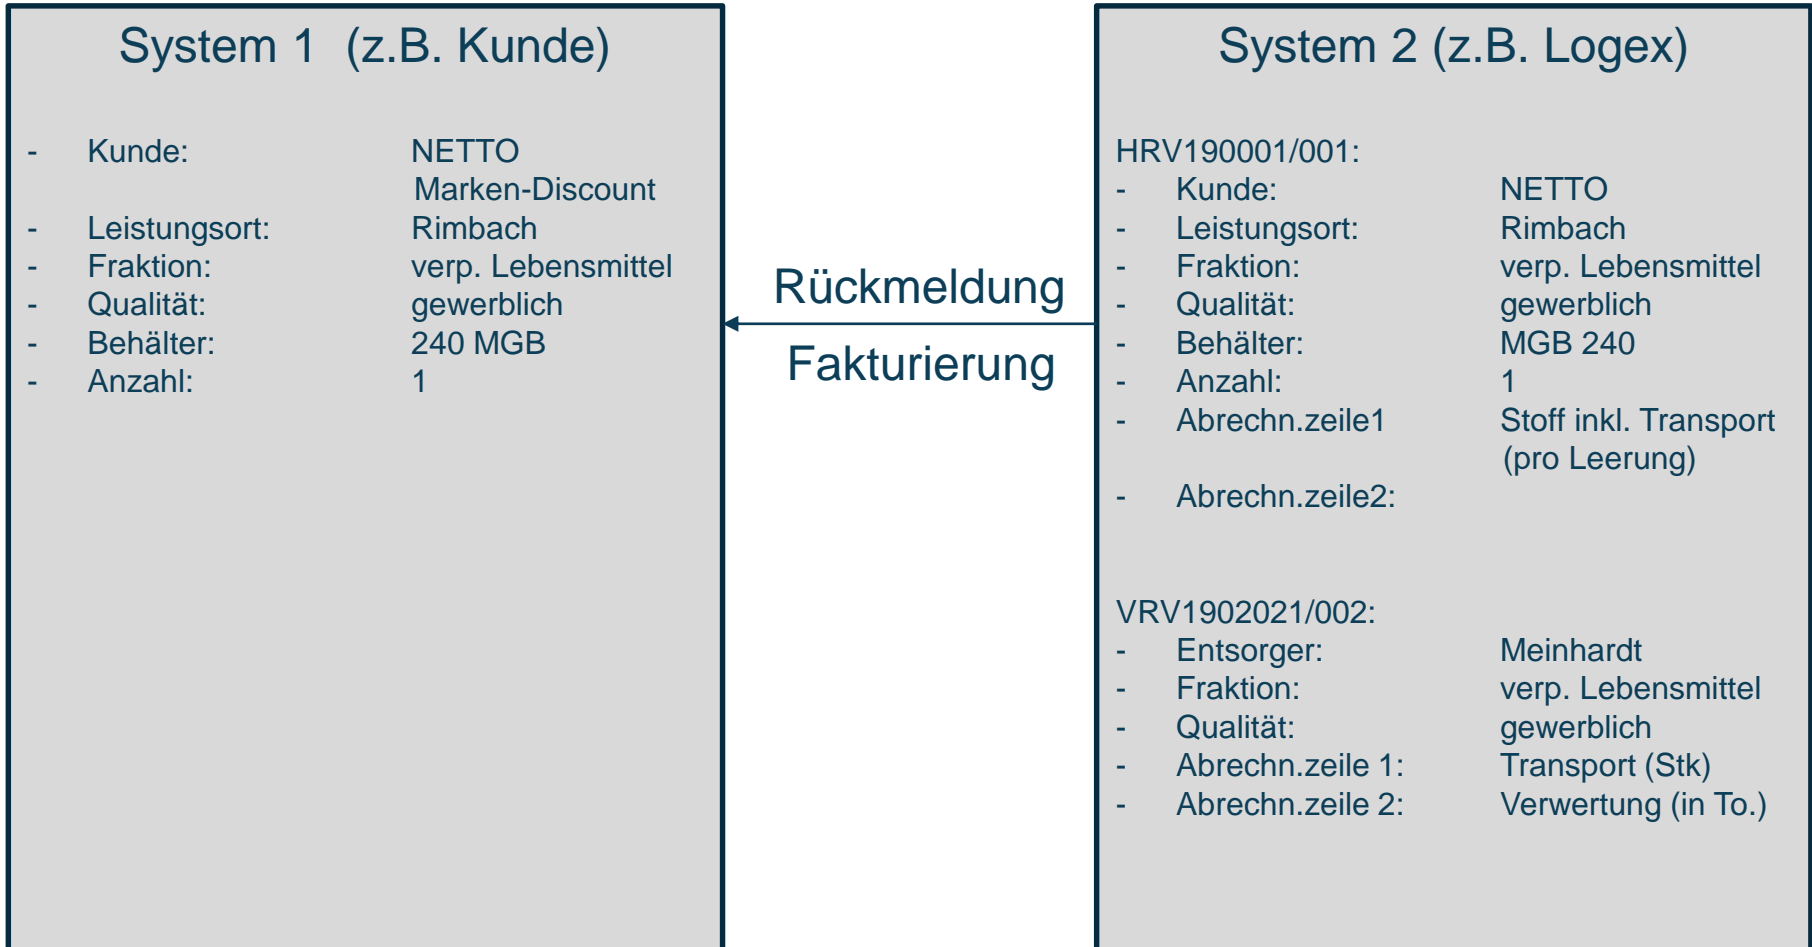 System 1  (z.B. Kunde)
- Kunde: NETTO
Marken-Discount
- Leistungsort: Rimbach
- Fraktion: verp. Lebensmittel
- Qualität: gewerblich
- Behälter: 240 MGB
- Anzahl: 1
Rückmeldung
Fakturierung
System 2 (z.B. Logex)
HRV190001/001:
- Kunde: NETTO
- Leistungsort: Rimbach
- Fraktion: verp. Lebensmittel
- Qualität: gewerblich
- Behälter: MGB 240
- Anzahl: 1
- Abrechn.zeile1 Stoff inkl. Transport
(pro Leerung)
- Abrechn.zeile2:
VRV1902021/002:
- Entsorger: Meinhardt
- Fraktion: verp. Lebensmittel
- Qualität: gewerblich
- Abrechn.zeile 1: Transport (Stk)
- Abrechn.zeile 2: Verwertung (in To.)